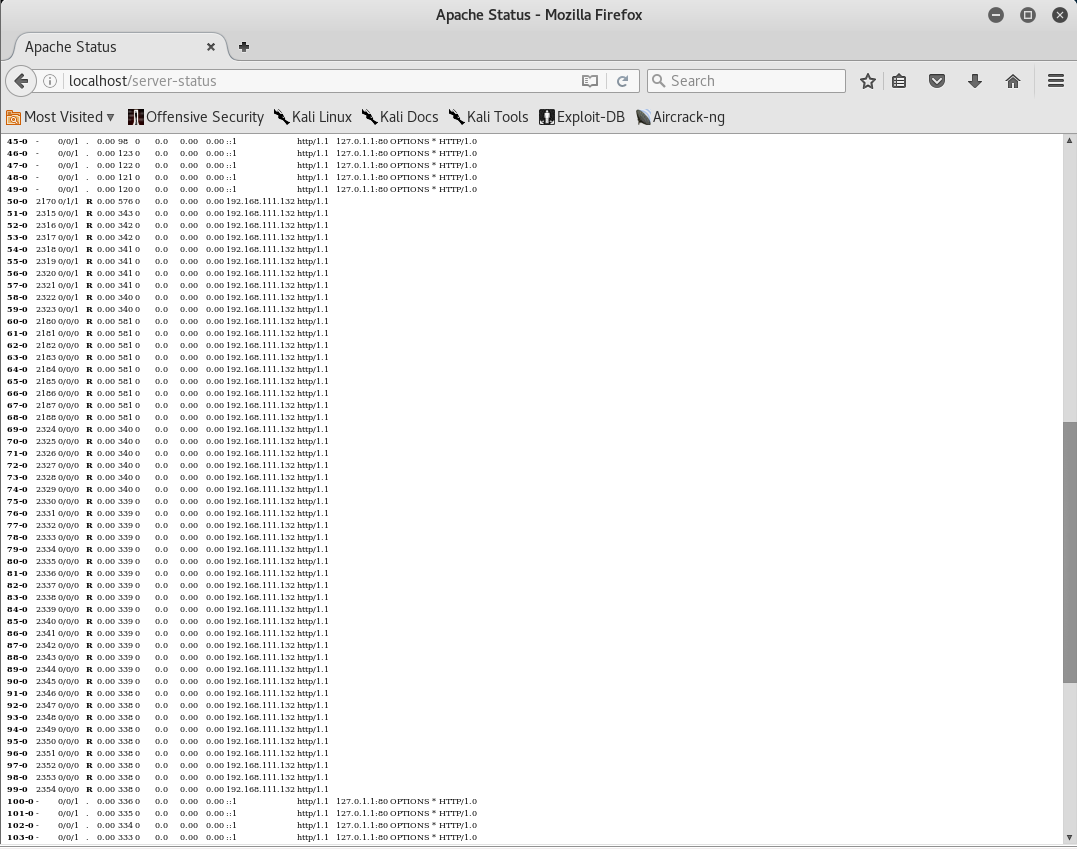 Apache Status - Mozilla Firefox
Apache Status
localhost/server-status
Search
Most Visited Offensive Security Kali Linux Kali Docs Kali Tools Exploit-DB Aircrack-ng
45-0 - 0/0/1 . 0.00 98 0 0.0 0.00 0.00 ::1 http/1.1 127.0.1.1:80 OPTIONS * HTTP/1.0
46-0 - 0/0/1 . 0.00 123 0 0.0 0.00 0.00 ::1 http/1.1 127.0.1.1:80 OPTIONS * HTTP/1.0
47-0 - 0/0/1 . 0.00 122 0 0.0 0.00 0.00 ::1 http/1.1 127.0.1.1:80 OPTIONS * HTTP/1.0
48-0 - 0/0/1 . 0.00 121 0 0.0 0.00 0.00 ::1 http/1.1 127.0.1.1:80 OPTIONS * HTTP/1.0
49-0 - 0/0/1 . 0.00 120 0 0.0 0.00 0.00 ::1 http/1.1 127.0.1.1:80 OPTIONS * HTTP/1.0
50-0 2170 0/1/1 R 0.00 576 0 0.0 0.00 0.00 192.168.111.132 http/1.1
51-0 2315 0/0/1 R 0.00 343 0 0.0 0.00 0.00 192.168.111.132 http/1.1
52-0 2316 0/0/1 R 0.00 342 0 0.0 0.00 0.00 192.168.111.132 http/1.1
53-0 2317 0/0/1 R 0.00 342 0 0.0 0.00 0.00 192.168.111.132 http/1.1
54-0 2318 0/0/1 R 0.00 341 0 0.0 0.00 0.00 192.168.111.132 http/1.1
55-0 2319 0/0/1 R 0.00 341 0 0.0 0.00 0.00 192.168.111.132 http/1.1
56-0 2320 0/0/1 R 0.00 341 0 0.0 0.00 0.00 192.168.111.132 http/1.1
57-0 2321 0/0/1 R 0.00 341 0 0.0 0.00 0.00 192.168.111.132 http/1.1
58-0 2322 0/0/1 R 0.00 340 0 0.0 0.00 0.00 192.168.111.132 http/1.1
59-0 2323 0/0/1 R 0.00 340 0 0.0 0.00 0.00 192.168.111.132 http/1.1
60-0 2180 0/0/0 R 0.00 581 0 0.0 0.00 0.00 192.168.111.132 http/1.1
61-0 2181 0/0/0 R 0.00 581 0 0.0 0.00 0.00 192.168.111.132 http/1.1
62-0 2182 0/0/0 R 0.00 581 0 0.0 0.00 0.00 192.168.111.132 http/1.1
63-0 2183 0/0/0 R 0.00 581 0 0.0 0.00 0.00 192.168.111.132 http/1.1
64-0 2184 0/0/0 R 0.00 581 0 0.0 0.00 0.00 192.168.111.132 http/1.1
65-0 2185 0/0/0 R 0.00 581 0 0.0 0.00 0.00 192.168.111.132 http/1.1
66-0 2186 0/0/0 R 0.00 581 0 0.0 0.00 0.00 192.168.111.132 http/1.1
67-0 2187 0/0/0 R 0.00 581 0 0.0 0.00 0.00 192.168.111.132 http/1.1
68-0 2188 0/0/0 R 0.00 581 0 0.0 0.00 0.00 192.168.111.132 http/1.1
69-0 2324 0/0/0 R 0.00 340 0 0.0 0.00 0.00 192.168.111.132 http/1.1
70-0 2325 0/0/0 R 0.00 340 0 0.0 0.00 0.00 192.168.111.132 http/1.1
71-0 2326 0/0/0 R 0.00 340 0 0.0 0.00 0.00 192.168.111.132 http/1.1
72-0 2327 0/0/0 R 0.00 340 0 0.0 0.00 0.00 192.168.111.132 http/1.1
73-0 2328 0/0/0 R 0.00 340 0 0.0 0.00 0.00 192.168.111.132 http/1.1
74-0 2329 0/0/0 R 0.00 340 0 0.0 0.00 0.00 192.168.111.132 http/1.1
75-0 2330 0/0/0 R 0.00 339 0 0.0 0.00 0.00 192.168.111.132 http/1.1
76-0 2331 0/0/0 R 0.00 339 0 0.0 0.00 0.00 192.168.111.132 http/1.1
77-0 2332 0/0/0 R 0.00 339 0 0.0 0.00 0.00 192.168.111.132 http/1.1
78-0 2333 0/0/0 R 0.00 339 0 0.0 0.00 0.00 192.168.111.132 http/1.1
79-0 2334 0/0/0 R 0.00 339 0 0.0 0.00 0.00 192.168.111.132 http/1.1
80-0 2335 0/0/0 R 0.00 339 0 0.0 0.00 0.00 192.168.111.132 http/1.1
81-0 2336 0/0/0 R 0.00 339 0 0.0 0.00 0.00 192.168.111.132 http/1.1
82-0 2337 0/0/0 R 0.00 339 0 0.0 0.00 0.00 192.168.111.132 http/1.1
83-0 2338 0/0/0 R 0.00 339 0 0.0 0.00 0.00 192.168.111.132 http/1.1
84-0 2339 0/0/0 R 0.00 339 0 0.0 0.00 0.00 192.168.111.132 http/1.1
85-0 2340 0/0/0 R 0.00 339 0 0.0 0.00 0.00 192.168.111.132 http/1.1
86-0 2341 0/0/0 R 0.00 339 0 0.0 0.00 0.00 192.168.111.132 http/1.1
87-0 2342 0/0/0 R 0.00 339 0 0.0 0.00 0.00 192.168.111.132 http/1.1
88-0 2343 0/0/0 R 0.00 339 0 0.0 0.00 0.00 192.168.111.132 http/1.1
89-0 2344 0/0/0 R 0.00 339 0 0.0 0.00 0.00 192.168.111.132 http/1.1
90-0 2345 0/0/0 R 0.00 339 0 0.0 0.00 0.00 192.168.111.132 http/1.1
91-0 2346 0/0/0 R 0.00 338 0 0.0 0.00 0.00 192.168.111.132 http/1.1
92-0 2347 0/0/0 R 0.00 338 0 0.0 0.00 0.00 192.168.111.132 http/1.1
93-0 2348 0/0/0 R 0.00 338 0 0.0 0.00 0.00 192.168.111.132 http/1.1
94-0 2349 0/0/0 R 0.00 338 0 0.0 0.00 0.00 192.168.111.132 http/1.1
95-0 2350 0/0/0 R 0.00 338 0 0.0 0.00 0.00 192.168.111.132 http/1.1
96-0 2351 0/0/0 R 0.00 338 0 0.0 0.00 0.00 192.168.111.132 http/1.1
97-0 2352 0/0/0 R 0.00 338 0 0.0 0.00 0.00 192.168.111.132 http/1.1
98-0 2353 0/0/0 R 0.00 338 0 0.0 0.00 0.00 192.168.111.132 http/1.1
99-0 2354 0/0/0 R 0.00 338 0 0.0 0.00 0.00 192.168.111.132 http/1.1
100-0 - 0/0/1 . 0.00 336 0 0.0 0.00 0.00 ::1 http/1.1 127.0.1.1:80 OPTIONS * HTTP/1.0
101-0 - 0/0/1 . 0.00 335 0 0.0 0.00 0.00 ::1 http/1.1 127.0.1.1:80 OPTIONS * HTTP/1.0
102-0 - 0/0/1 . 0.00 334 0 0.0 0.00 0.00 ::1 http/1.1 127.0.1.1:80 OPTIONS * HTTP/1.0
103-0 - 0/0/1 . 0.00 333 0 0.0 0.00 0.00 ::1 http/1.1 127.0.1.1:80 OPTIONS * HTTP/1.0